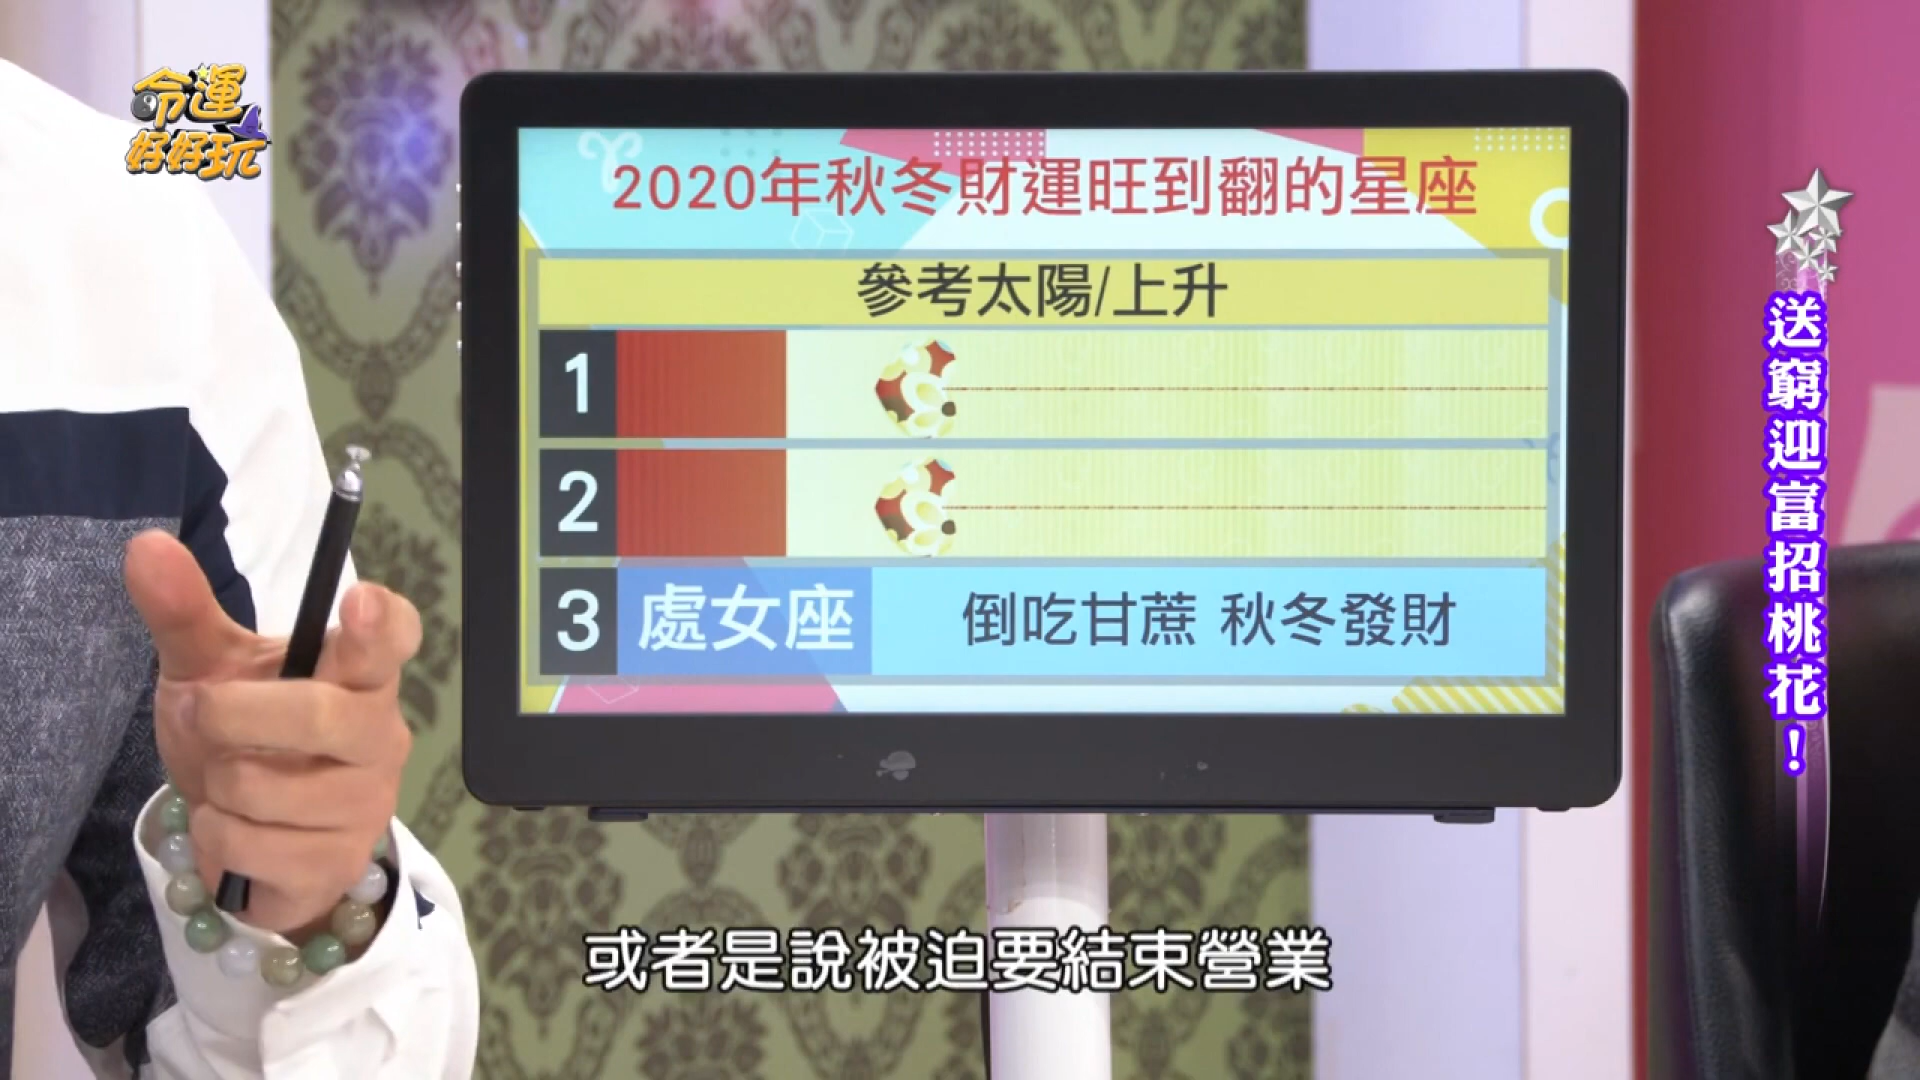 命運
好好玩
2020年秋冬財運旺到翻的星座
參考太陽/上升
1
2
3 處女座 倒吃甘蔗 秋冬發財
送窮迎富招桃花！
或者是說被迫要結束營業